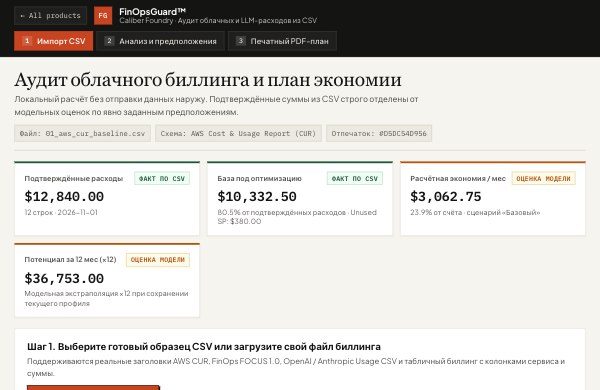 ← All products
FG
FinOpsGuard™
Caliber Foundry · Аудит облачных и LLM-расходов из CSV
1 Импорт CSV
2 Анализ и предположения
3 Печатный PDF-план
Аудит облачного биллинга и план экономии
Локальный расчёт без отправки данных наружу. Подтверждённые суммы из CSV строго отделены от
модельных оценок по явно заданным предположениям.
Файл: 01_aws_cur_baseline.csv
Схема: AWS Cost & Usage Report (CUR)
Отпечаток: #D5DC54D956
Подтверждённые расходы
ФАКТ ПО CSV
$12,840.00
12 строк · 2026-11-01
База под оптимизацию
ФАКТ ПО CSV
$10,332.50
80.5% от подтверждённых расходов · Unused
SP: $380.00
Расчётная экономия / мес
ОЦЕНКА МОДЕЛИ
$3,062.75
23.9% от счёта · сценарий «Базовый»
Потенциал за 12 мес (×12)
ОЦЕНКА МОДЕЛИ
$36,753.00
Модельная экстраполяция ×12 при сохранении
текущего профиля
Шаг 1. Выберите готовый образец CSV или загрузите свой файл биллинга
Поддерживаются реальные заголовки AWS CUR, FinOps FOCUS 1.0, OpenAI / Anthropic Usage CSV и табличный биллинг с колонками сервиса и
суммы.